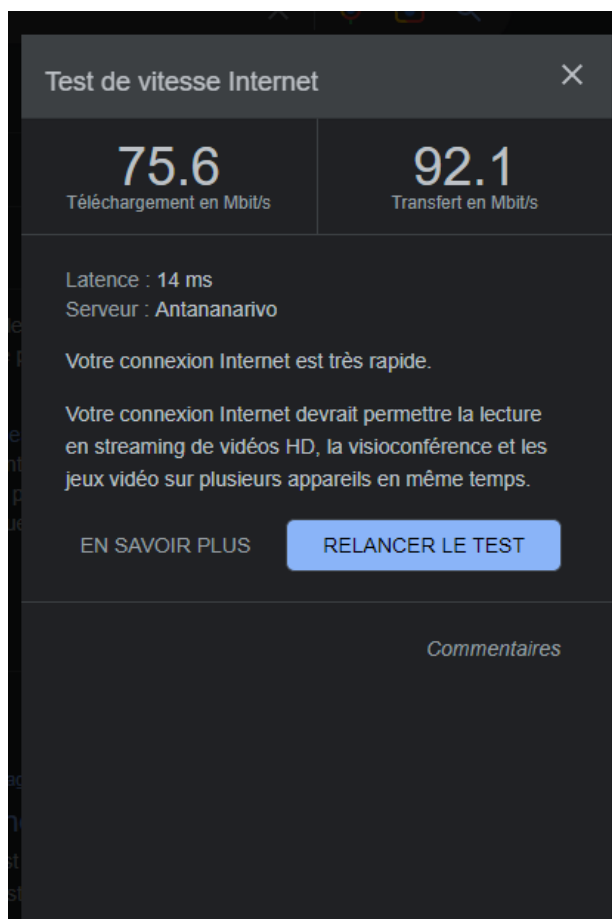 Test de vitesse Internet
75.6
Téléchargement en Mbit/s
92.1
Transfert en Mbit/s
Latence : 14 ms
Serveur : Antananarivo
Votre connexion Internet est très rapide.
Votre connexion Internet devrait permettre la lecture
en streaming de vidéos HD, la visioconférence et les
jeux vidéo sur plusieurs appareils en même temps.
EN SAVOIR PLUS
RELANCER LE TEST
Commentaires